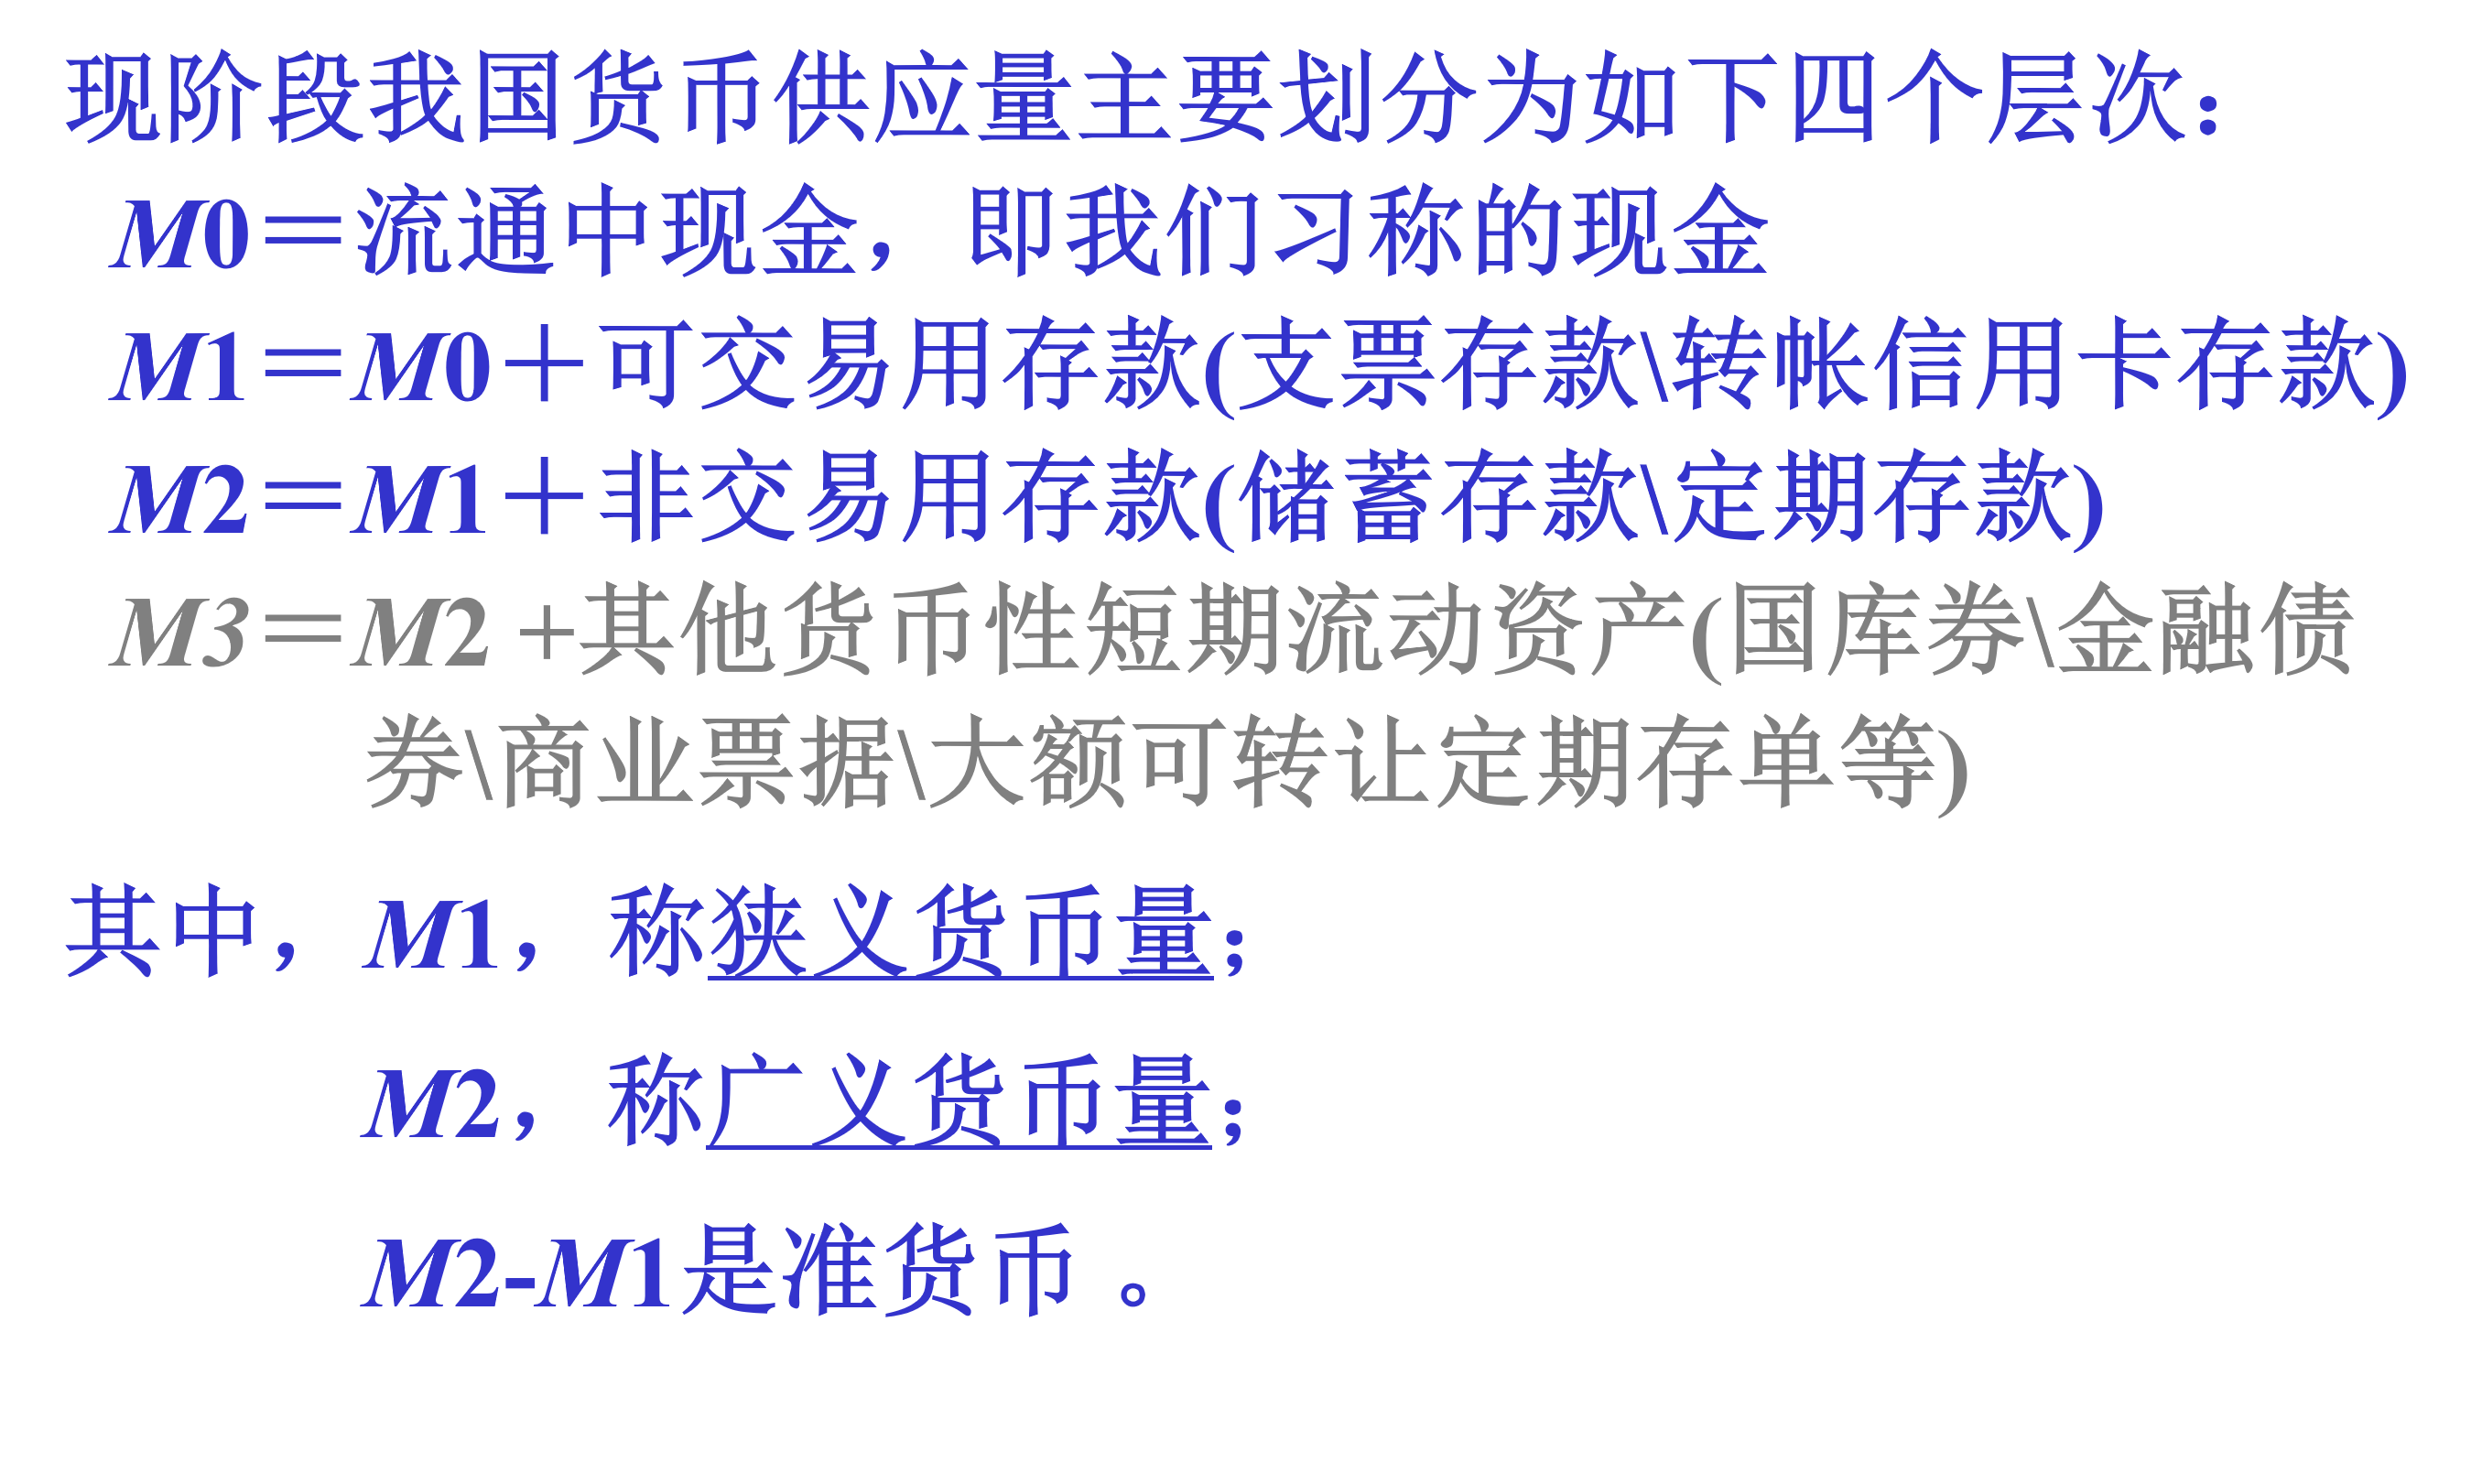 现阶段我国货币供应量主要划分为如下四个层次：
M0＝流通中现金，即我们习称的现金
M1＝M0＋可交易用存款(支票存款\转帐信用卡存款)
M2＝M1＋非交易用存款(储蓄存款\定期存款)
M3＝M2＋其他货币性短期流动资产(国库券\金融债
券\商业票据\大额可转让定期存单等)
其中，M1，称狭义货币量；
M2，称广义货币量；
M2-M1是准货币。